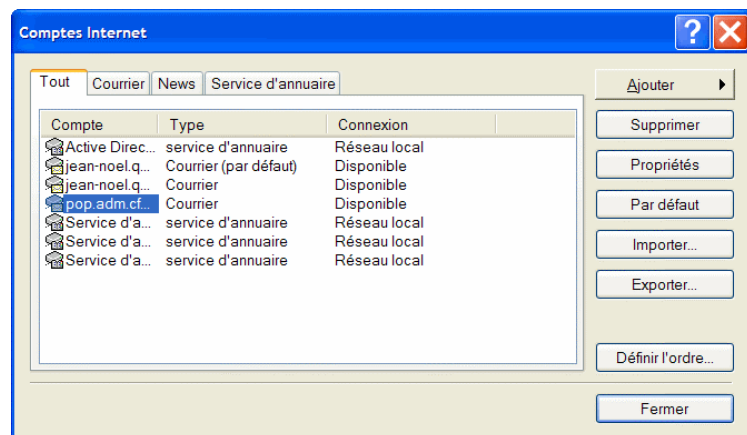 Comptes Internet
Tout Courrier News Service d'annuaire
Ajouter
Compte Type Connexion
Supprimer
Active Direc... service d'annuaire Réseau local
jean-noel.q... Courrier (par défaut) Disponible
Propriétés
jean-noel.q... Courrier Disponible
pop.adm.cf... Courrier Disponible
Par défaut
Service d'a... service d'annuaire Réseau local
Service d'a... service d'annuaire Réseau local
Importer...
Service d'a... service d'annuaire Réseau local
Exporter...
Définir l'ordre...
Fermer